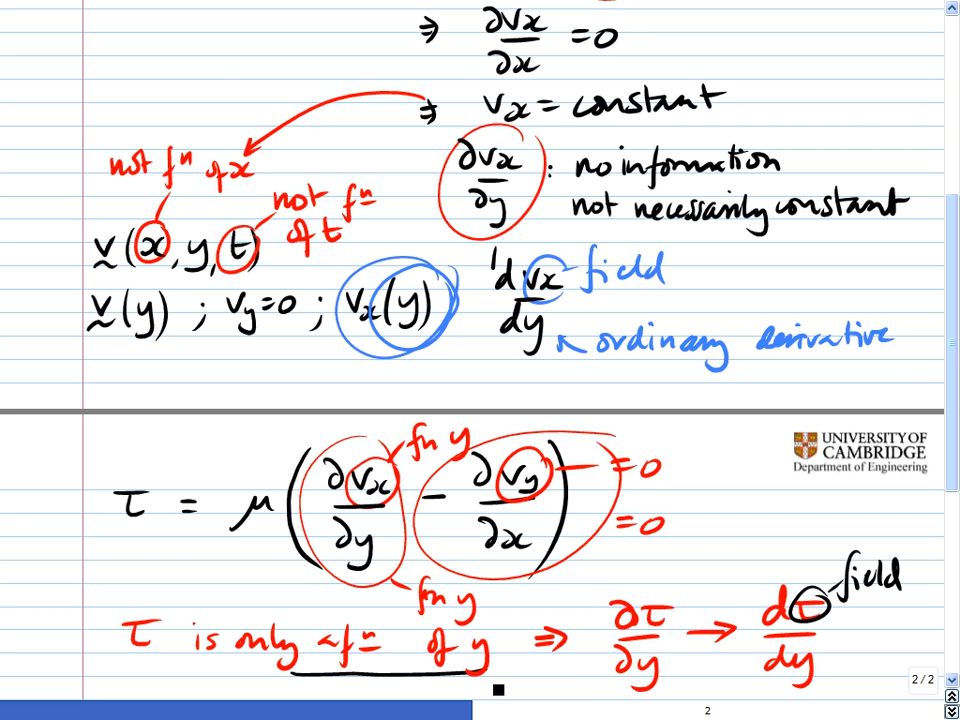 ⇒ ∂vx/∂x = 0
⇒ vx = constant
not fⁿ of x
∂vx/∂y : no information
not necessarily constant
not fⁿ of t
v(x, y, t)
v(y) ; vy=0 ; vx(y)
dvx/dy
field
ordinary derivative
UNIVERSITY OF
CAMBRIDGE
Department of Engineering
fn y
τ = μ(∂vx/∂y − ∂vy/∂x)
=0
=0
fn y
field
τ is only a fⁿ of y ⇒ ∂τ/∂y → dτ/dy
2 / 2
2